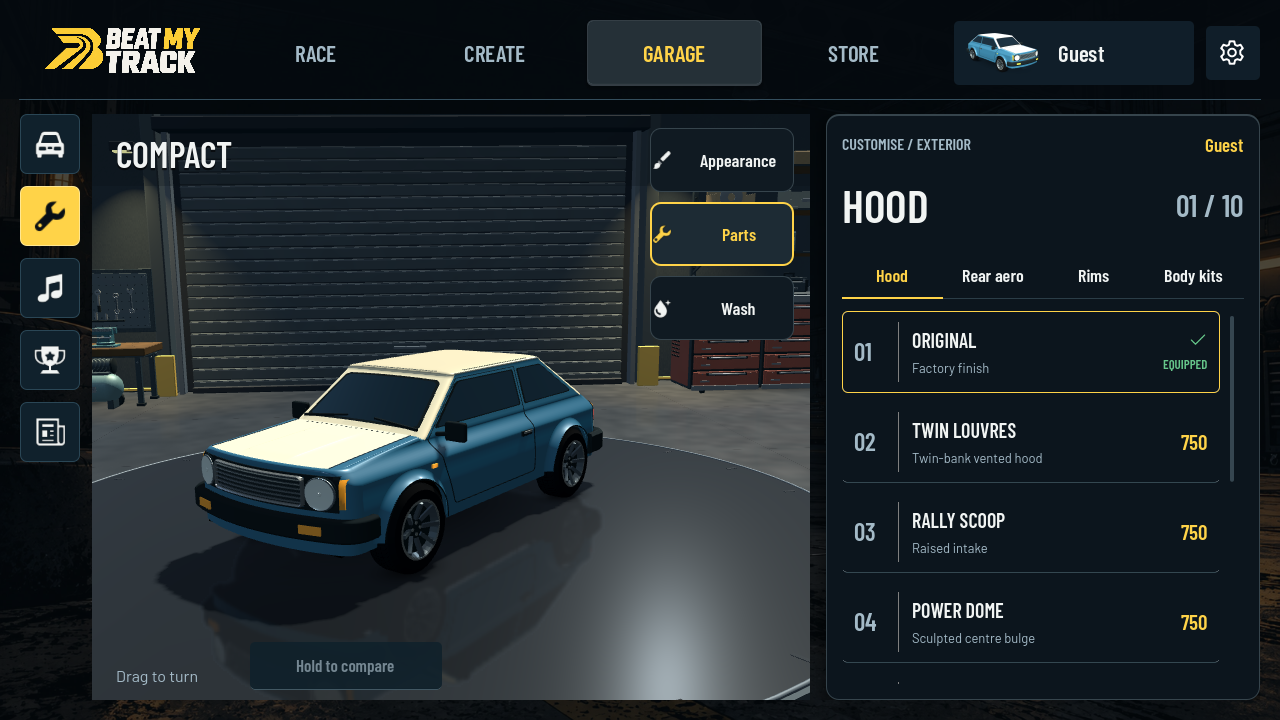 BEAT MY
TRACK
RACE
CREATE
GARAGE
STORE
Guest
COMPACT
Appearance
Parts
Wash
Drag to turn
Hold to compare
CUSTOMISE / EXTERIOR
Guest
HOOD
01 / 10
Hood
Rear aero
Rims
Body kits
01
ORIGINAL
Factory finish
EQUIPPED
02
TWIN LOUVRES
Twin-bank vented hood
750
03
RALLY SCOOP
Raised intake
750
04
POWER DOME
Sculpted centre bulge
750